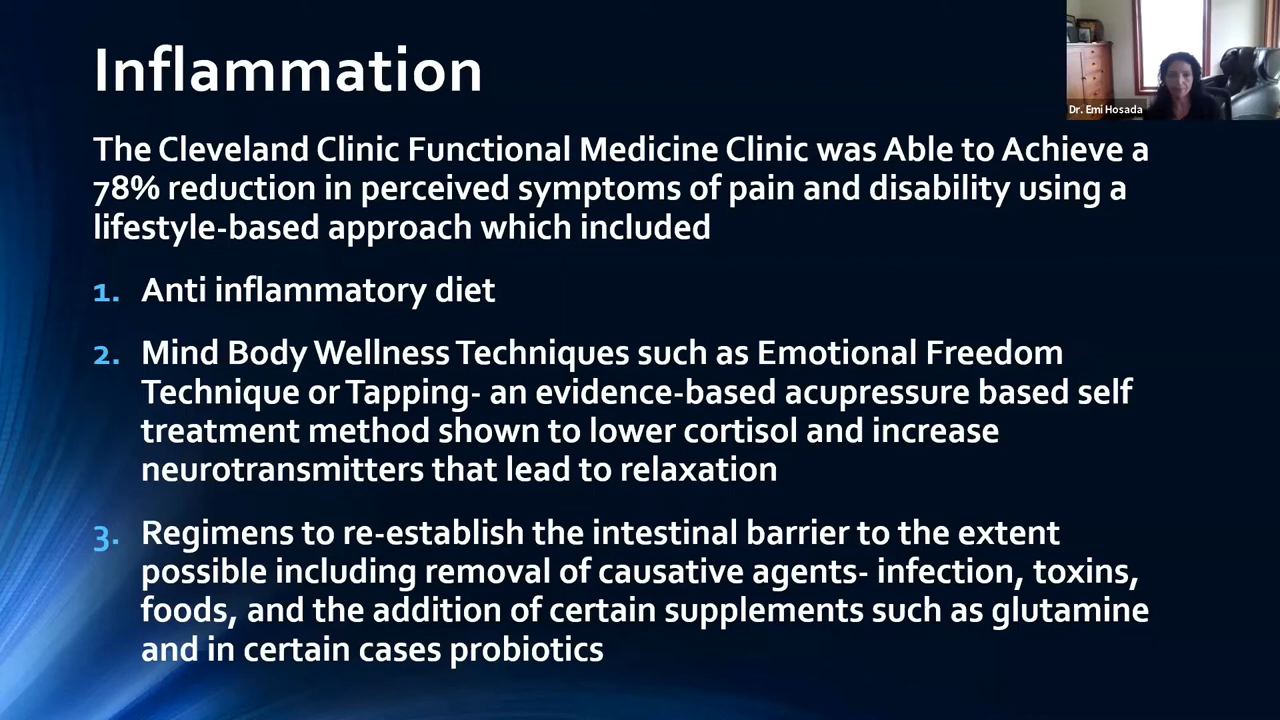 Inflammation
Dr. Emi Hosada
The Cleveland Clinic Functional Medicine Clinic was Able to Achieve a
78% reduction in perceived symptoms of pain and disability using a
lifestyle-based approach which included
1. Anti inflammatory diet
2. Mind Body Wellness Techniques such as Emotional Freedom
Technique or Tapping- an evidence-based acupressure based self
treatment method shown to lower cortisol and increase
neurotransmitters that lead to relaxation
3. Regimens to re-establish the intestinal barrier to the extent
possible including removal of causative agents- infection, toxins,
foods, and the addition of certain supplements such as glutamine
and in certain cases probiotics